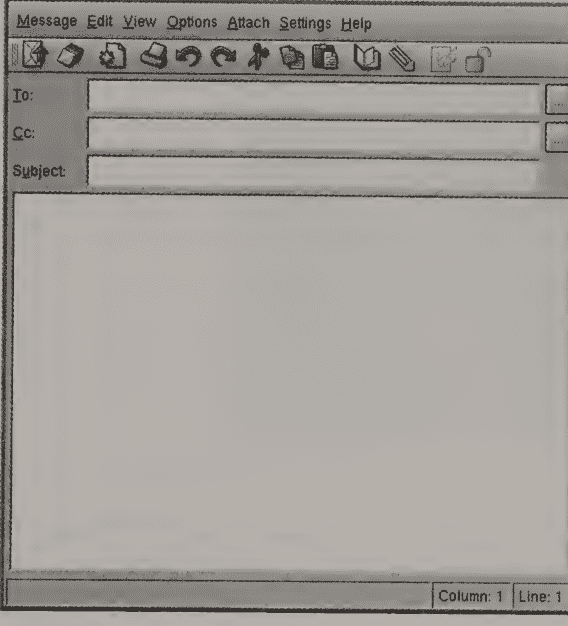 Message Edit View Options Attach Settings Help
To:
...
Cc:
...
Subject:
Column: 1 Line: 1